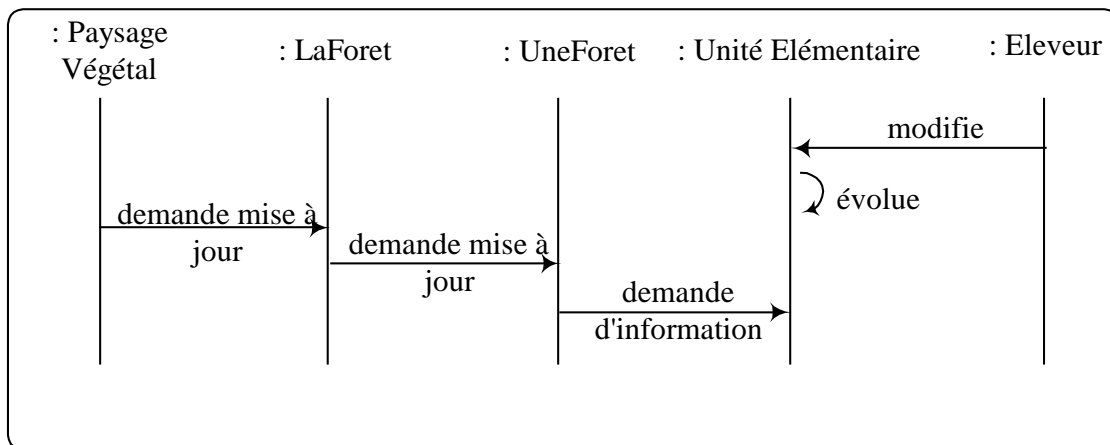 : Paysage
Végétal
: LaForet
: UneForet
: Unité Elémentaire
: Eleveur
modifie
évolue
demande mise à
jour
demande mise à
jour
demande
d'information